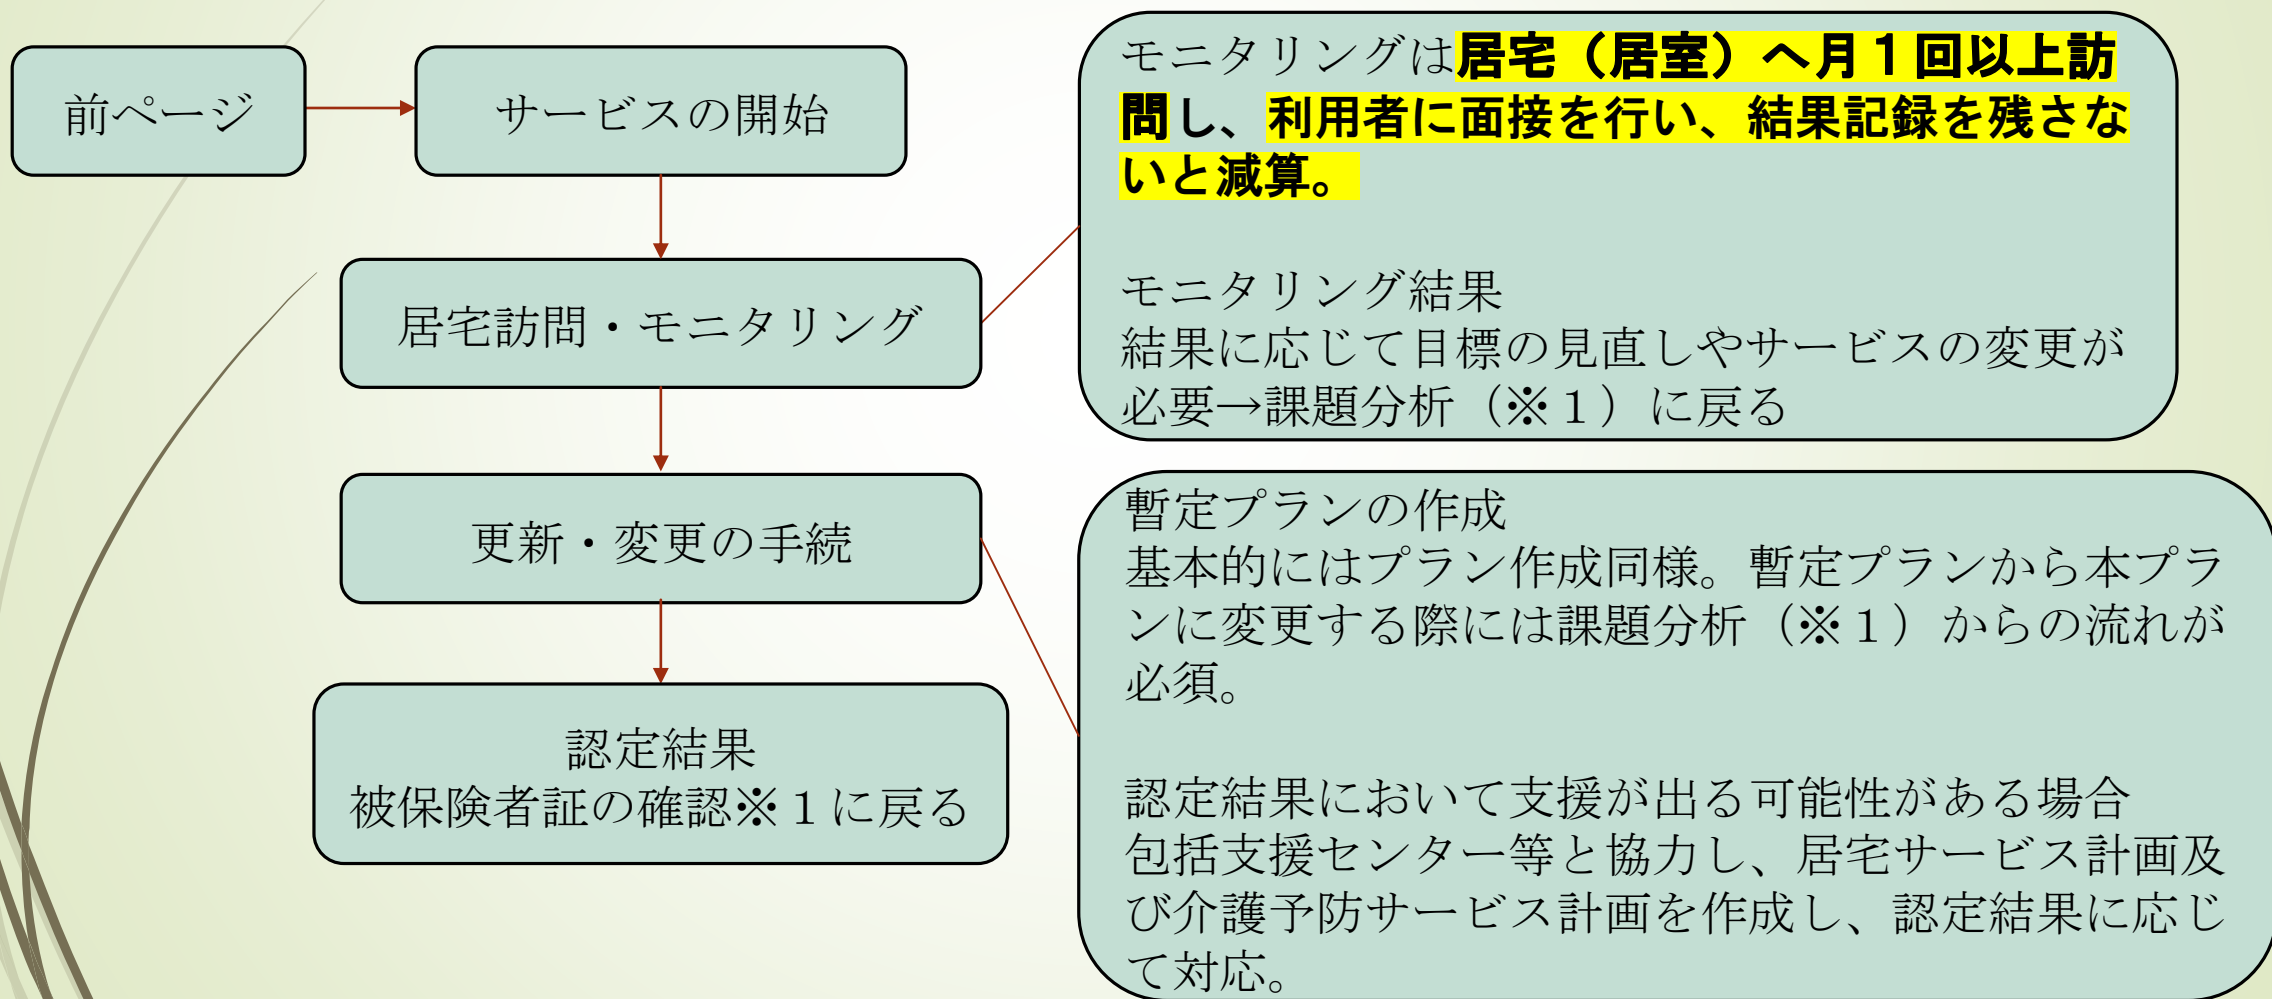 前ページ
サービスの開始
居宅訪問・モニタリング
更新・変更の手続
認定結果
被保険者証の確認※１に戻る
モニタリングは居宅（居室）へ月１回以上訪
問し、利用者に面接を行い、結果記録を残さな
いと減算。
モニタリング結果
結果に応じて目標の見直しやサービスの変更が
必要→課題分析（※１）に戻る
暫定プランの作成
基本的にはプラン作成同様。暫定プランから本プラ
ンに変更する際には課題分析（※１）からの流れが
必須。
認定結果において支援が出る可能性がある場合
包括支援センター等と協力し、居宅サービス計画及
び介護予防サービス計画を作成し、認定結果に応じ
て対応。